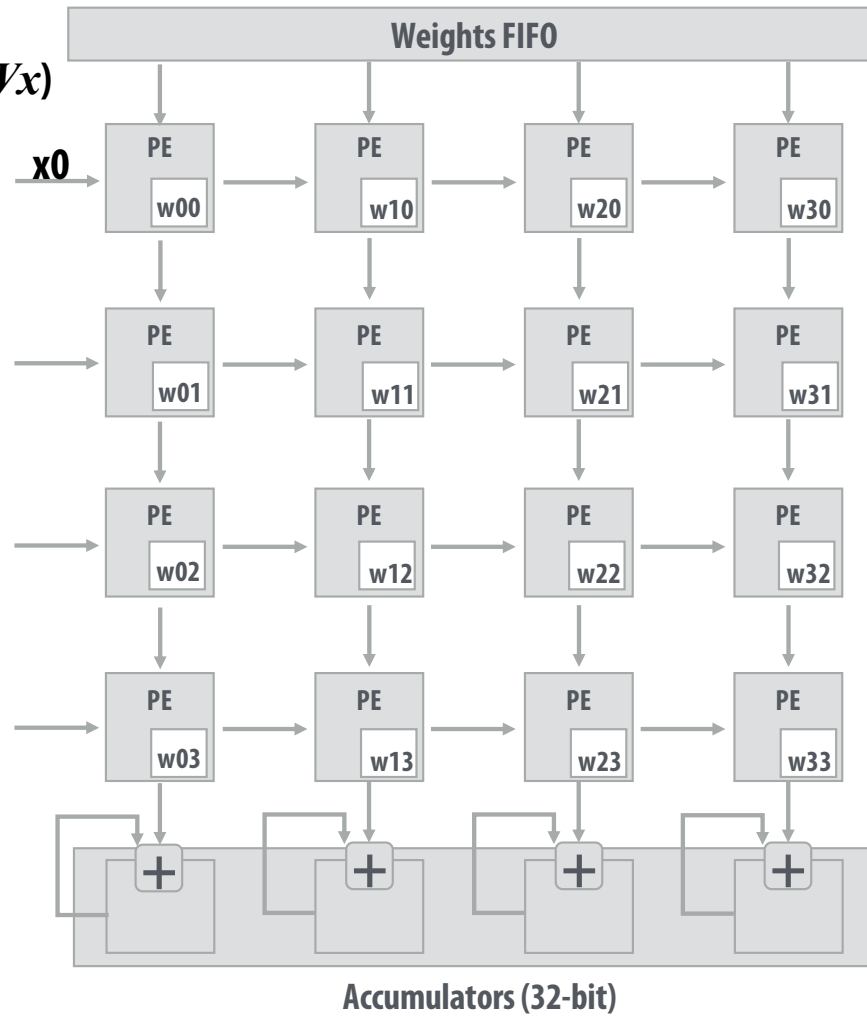 Weights FIFO
Vx)
x0
PE PE PE PE
w00 w10 w20 w30
PE PE PE PE
w01 w11 w21 w31
PE PE PE PE
w02 w12 w22 w32
PE PE PE PE
w03 w13 w23 w33
+ + + +
Accumulators (32-bit)